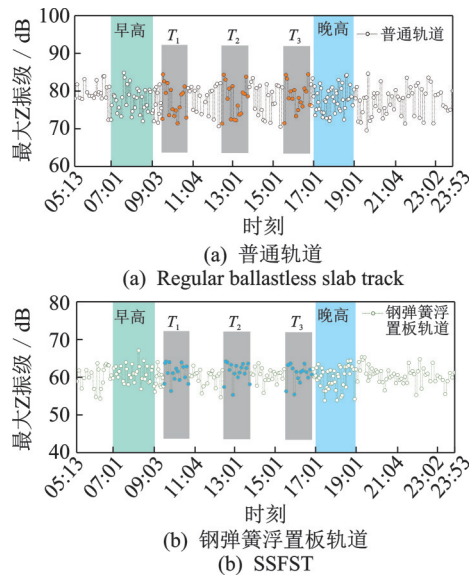 100
90
80
70
60
最大Z振级 / dB
早高
T1
T2
T3
晚高
普通轨道
05:13
07:01
09:03
11:04
13:01
15:01
17:01
19:01
21:04
23:02
23:53
时刻
(a) 普通轨道
(a) Regular ballastless slab track
80
70
60
50
40
最大Z振级 / dB
早高
T1
T2
T3
晚高
钢弹簧浮
置板轨道
05:13
07:01
09:03
11:04
13:01
15:01
17:01
19:01
21:04
23:02
23:53
时刻
(b) 钢弹簧浮置板轨道
(b) SSFST